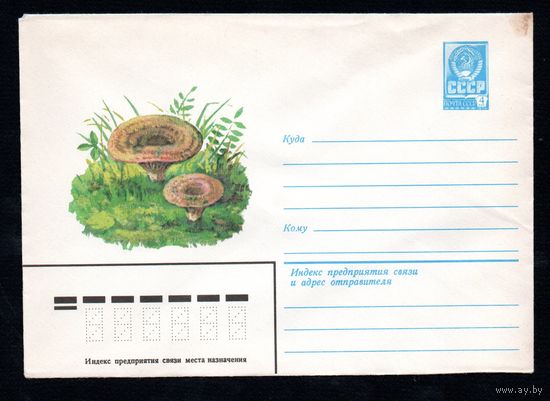 СССР
ПОЧТА СССР 4
Куда
Кому
Индекс предприятия связи
и адрес отправителя
Индекс предприятия связи места назначения
www.ay.by